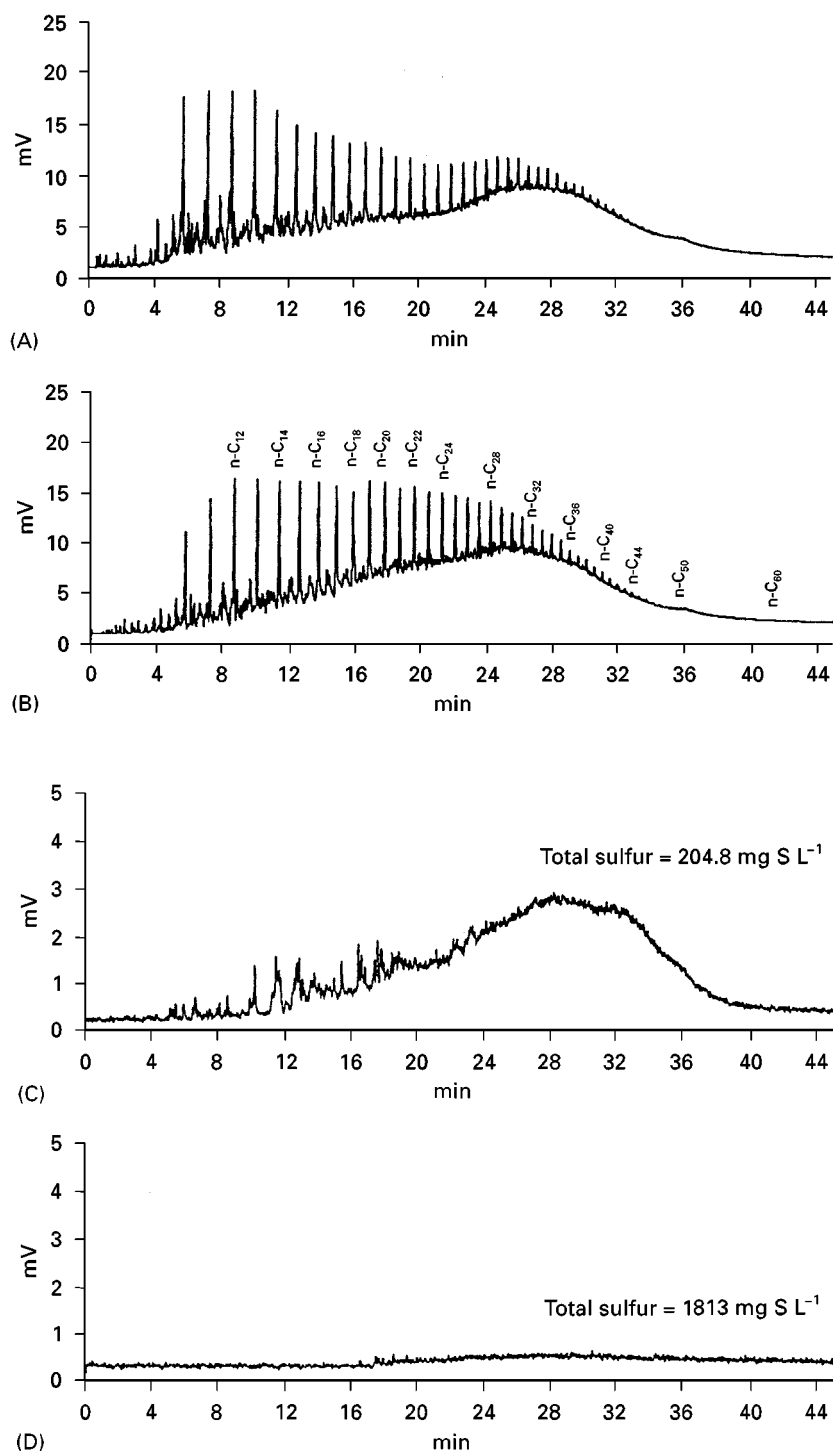 25
20
15
10
5
0
mV
0 4 8 12 16 20 24 28 32 36 40 44
min
(A)
25
20
15
10
5
0
mV
n-C₁₂ n-C₁₄ n-C₁₆ n-C₁₈ n-C₂₀ n-C₂₂ n-C₂₄ n-C₂₈ n-C₃₂ n-C₃₆ n-C₄₀ n-C₄₄ n-C₅₀ n-C₆₀
0 4 8 12 16 20 24 28 32 36 40 44
min
(B)
5
4
3
2
1
0
mV
Total sulfur = 204.8 mg S L⁻¹
0 4 8 12 16 20 24 28 32 36 40 44
min
(C)
5
4
3
2
1
0
mV
Total sulfur = 1813 mg S L⁻¹
0 4 8 12 16 20 24 28 32 36 40 44
min
(D)